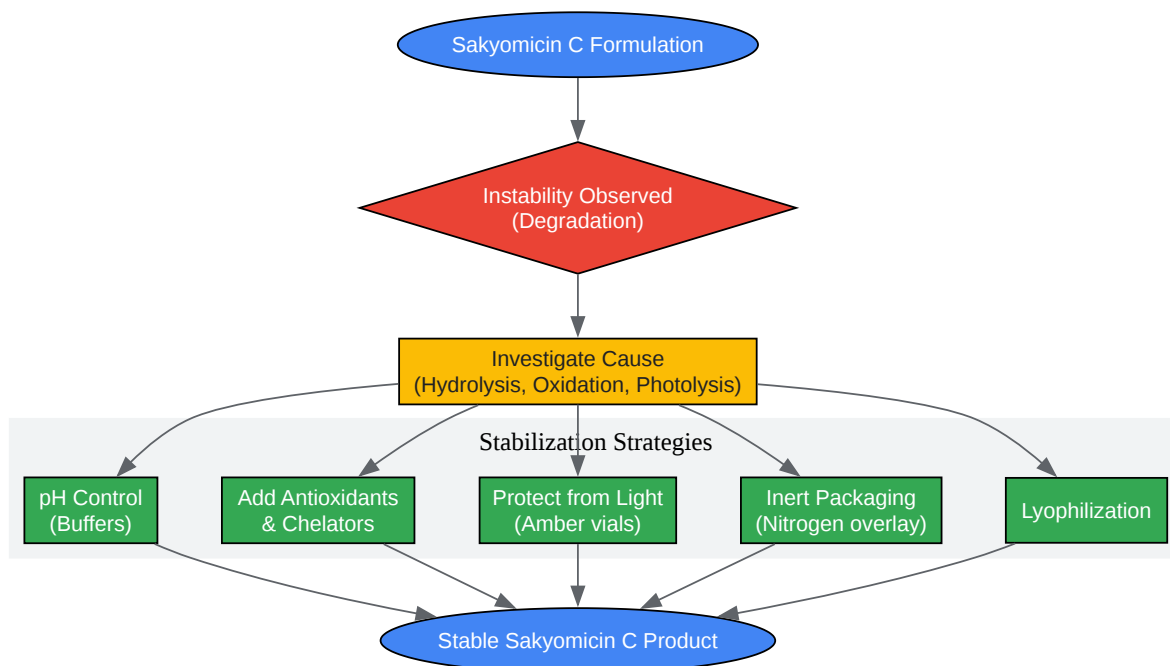 Sakyomicin C Formulation
Instability Observed
(Degradation)
Investigate Cause
(Hydrolysis, Oxidation, Photolysis)
Stabilization Strategies
pH Control
(Buffers)
Add Antioxidants
& Chelators
Protect from Light
(Amber vials)
Inert Packaging
(Nitrogen overlay)
Lyophilization
Stable Sakyomicin C Product